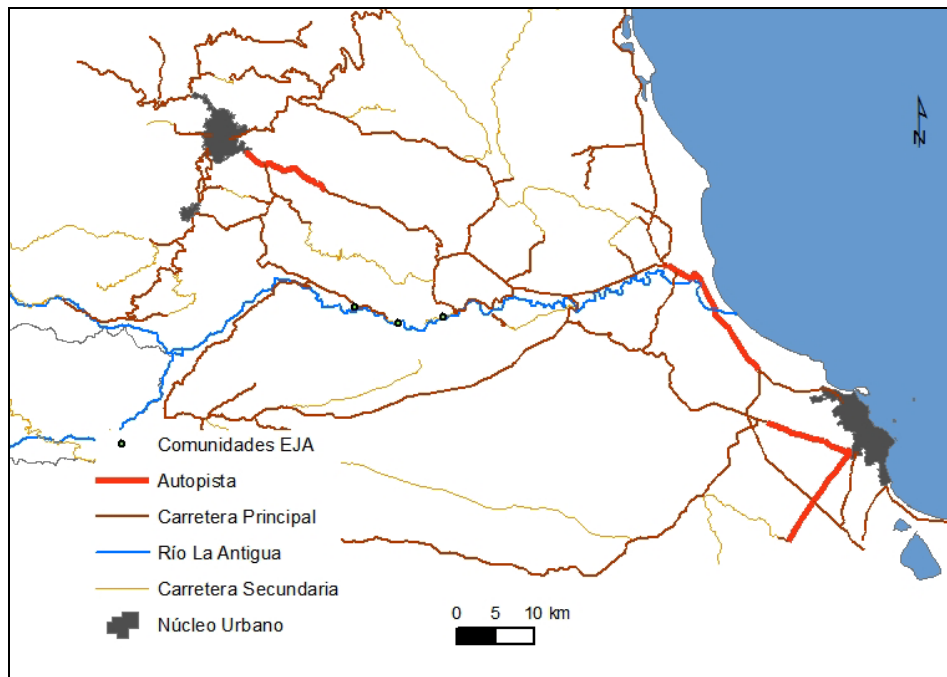 N
Comunidades EJA
Autopista
Carretera Principal
Río La Antigua
Carretera Secundaria
Núcleo Urbano
0 5 10 km